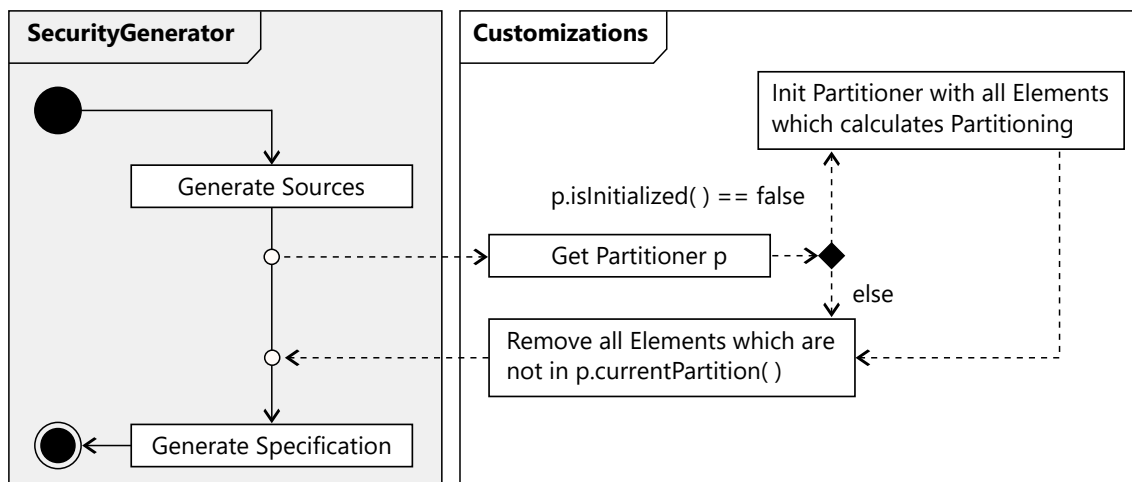 SecurityGenerator
Generate Sources
Generate Specification
Customizations
Init Partitioner with all Elements
which calculates Partitioning
p.isInitialized( ) == false
Get Partitioner p
else
Remove all Elements which are
not in p.currentPartition( )